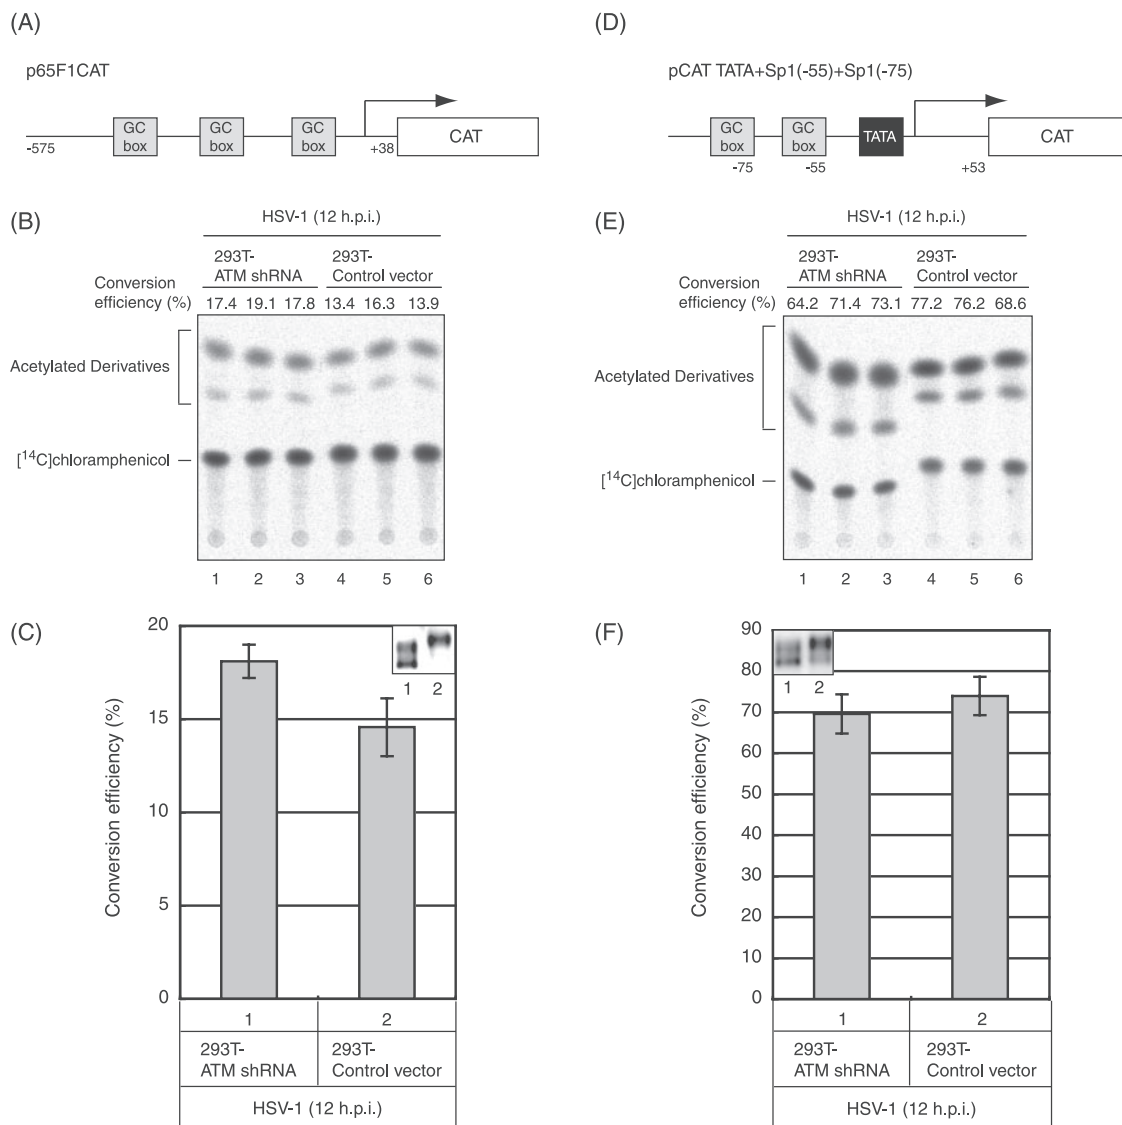 (A)
p65F1CAT
GC box
GC box
GC box
CAT
-575
+38
(D)
pCAT TATA+Sp1(-55)+Sp1(-75)
GC box
GC box
TATA
CAT
-75
-55
+53
(B)
HSV-1 (12 h.p.i.)
293T-
ATM shRNA
293T-
Control vector
Conversion
efficiency (%)
17.4 19.1 17.8 13.4 16.3 13.9
Acetylated Derivatives
[14C]chloramphenicol
1 2 3 4 5 6
(E)
HSV-1 (12 h.p.i.)
293T-
ATM shRNA
293T-
Control vector
Conversion
efficiency (%)
64.2 71.4 73.1 77.2 76.2 68.6
Acetylated Derivatives
[14C]chloramphenicol
1 2 3 4 5 6
(C)
Conversion efficiency (%)
20
15
10
5
0
1 2
1 2
293T-
ATM shRNA
293T-
Control vector
HSV-1 (12 h.p.i.)
(F)
Conversion efficiency (%)
90
80
70
60
50
40
30
20
10
0
1 2
1 2
293T-
ATM shRNA
293T-
Control vector
HSV-1 (12 h.p.i.)